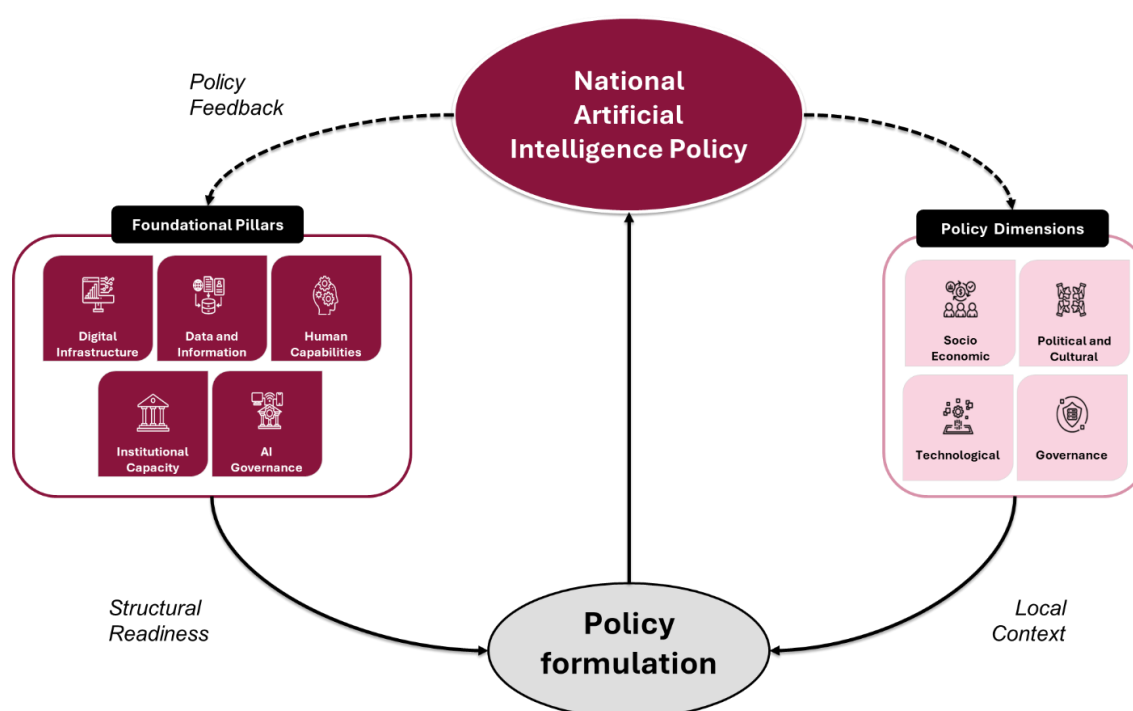 National
Artificial
Intelligence Policy
Policy
Feedback
Foundational Pillars
Digital
Infrastructure
Data and
Information
Human
Capabilities
Institutional
Capacity
AI
Governance
Policy Dimensions
Socio
Economic
Political and
Cultural
Technological
Governance
Structural
Readiness
Policy
formulation
Local
Context